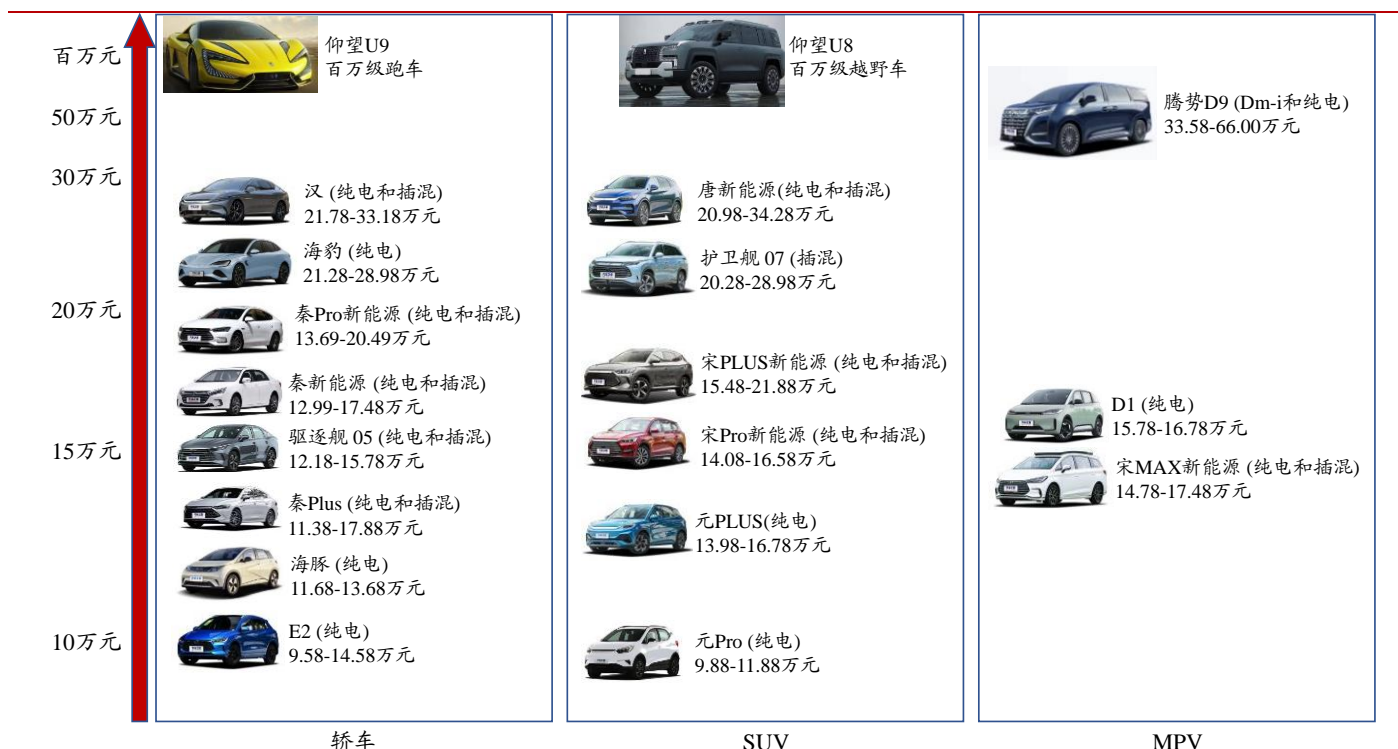 百万元
50万元
30万元
20万元
15万元
10万元
仰望U9
百万级跑车
汉 (纯电和插混)
21.78-33.18万元
海豹 (纯电)
21.28-28.98万元
秦Pro新能源 (纯电和插混)
13.69-20.49万元
秦新能源 (纯电和插混)
12.99-17.48万元
驱逐舰 05 (纯电和插混)
12.18-15.78万元
秦Plus (纯电和插混)
11.38-17.88万元
海豚 (纯电)
11.68-13.68万元
E2 (纯电)
9.58-14.58万元
轿车
仰望U8
百万级越野车
唐新能源(纯电和插混)
20.98-34.28万元
护卫舰 07 (插混)
20.28-28.98万元
宋PLUS新能源 (纯电和插混)
15.48-21.88万元
宋Pro新能源 (纯电和插混)
14.08-16.58万元
元PLUS(纯电)
13.98-16.78万元
元Pro (纯电)
9.88-11.88万元
SUV
腾势D9 (Dm-i和纯电)
33.58-66.00万元
D1 (纯电)
15.78-16.78万元
宋MAX新能源 (纯电和插混)
14.78-17.48万元
MPV